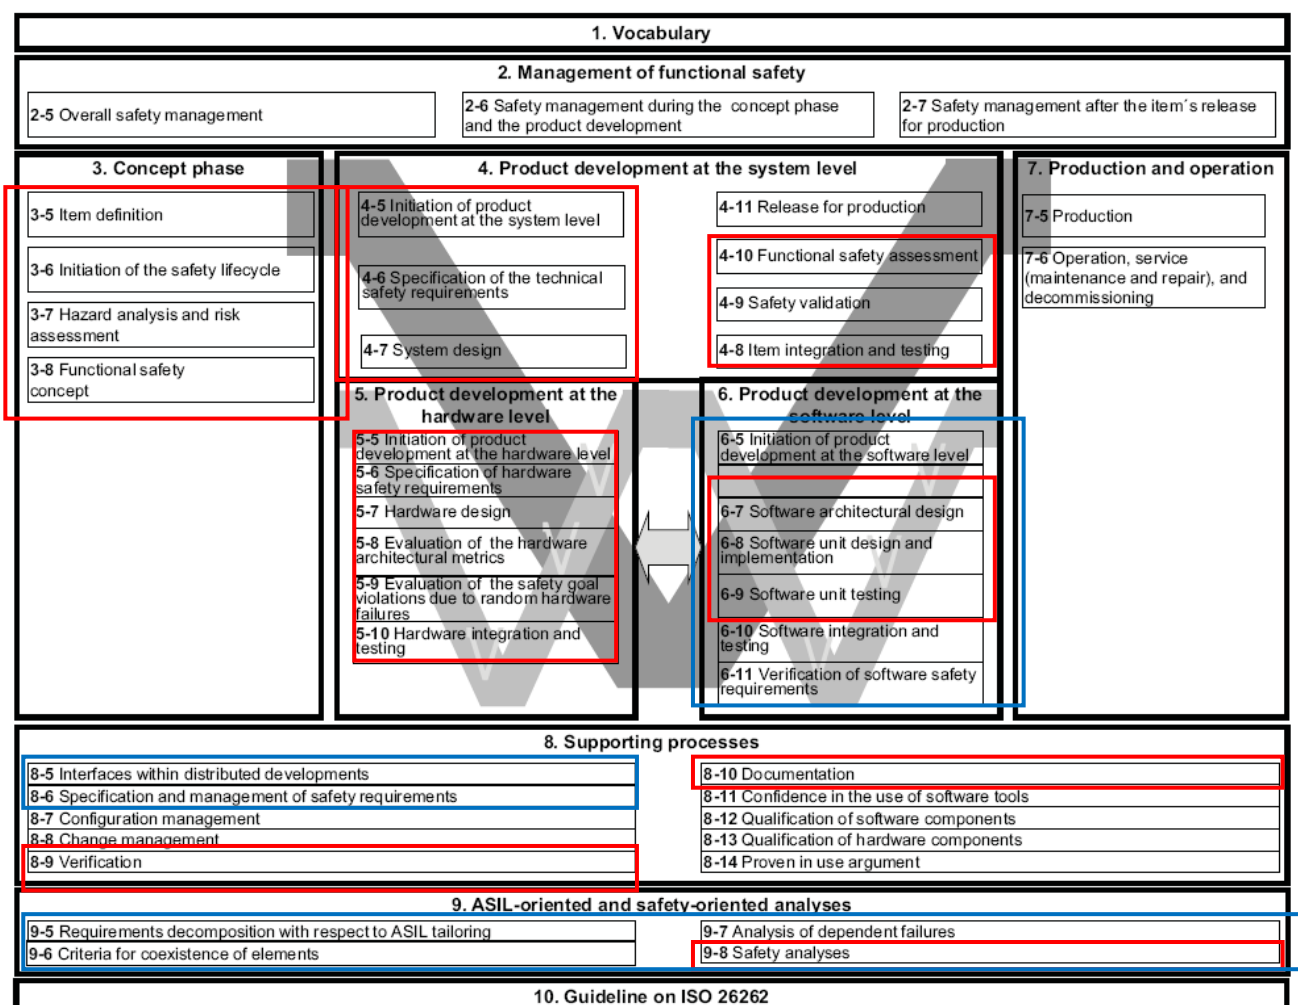 1. Vocabulary
2. Management of functional safety
2-5 Overall safety management
2-6 Safety management during the concept phase
and the product development
2-7 Safety management after the item´s release
for production
3. Concept phase
3-5 Item definition
3-6 Initiation of the safety lifecycle
3-7 Hazard analysis and risk
assessment
3-8 Functional safety
concept
4. Product development at the system level
4-5 Initiation of product
development at the system level
4-6 Specification of the technical
safety requirements
4-7 System design
4-11 Release for production
4-10 Functional safety assessment
4-9 Safety validation
4-8 Item integration and testing
7. Production and operation
7-5 Production
7-6 Operation, service
(maintenance and repair), and
decommissioning
5. Product development at the
hardware level
5-5 Initiation of product
development at the hardware level
5-6 Specification of hardware
safety requirements
5-7 Hardware design
5-8 Evaluation of the hardware
architectural metrics
5-9 Evaluation of the safety goal
violations due to random hardware
failures
5-10 Hardware integration and
testing
6. Product development at the
software level
6-5 Initiation of product
development at the software level
6-7 Software architectural design
6-8 Software unit design and
implementation
6-9 Software unit testing
6-10 Software integration and
testing
6-11 Verification of software safety
requirements
8. Supporting processes
8-5 Interfaces within distributed developments
8-6 Specification and management of safety requirements
8-7 Configuration management
8-8 Change management
8-9 Verification
8-10 Documentation
8-11 Confidence in the use of software tools
8-12 Qualification of software components
8-13 Qualification of hardware components
8-14 Proven in use argument
9. ASIL-oriented and safety-oriented analyses
9-5 Requirements decomposition with respect to ASIL tailoring
9-6 Criteria for coexistence of elements
9-7 Analysis of dependent failures
9-8 Safety analyses
10. Guideline on ISO 26262